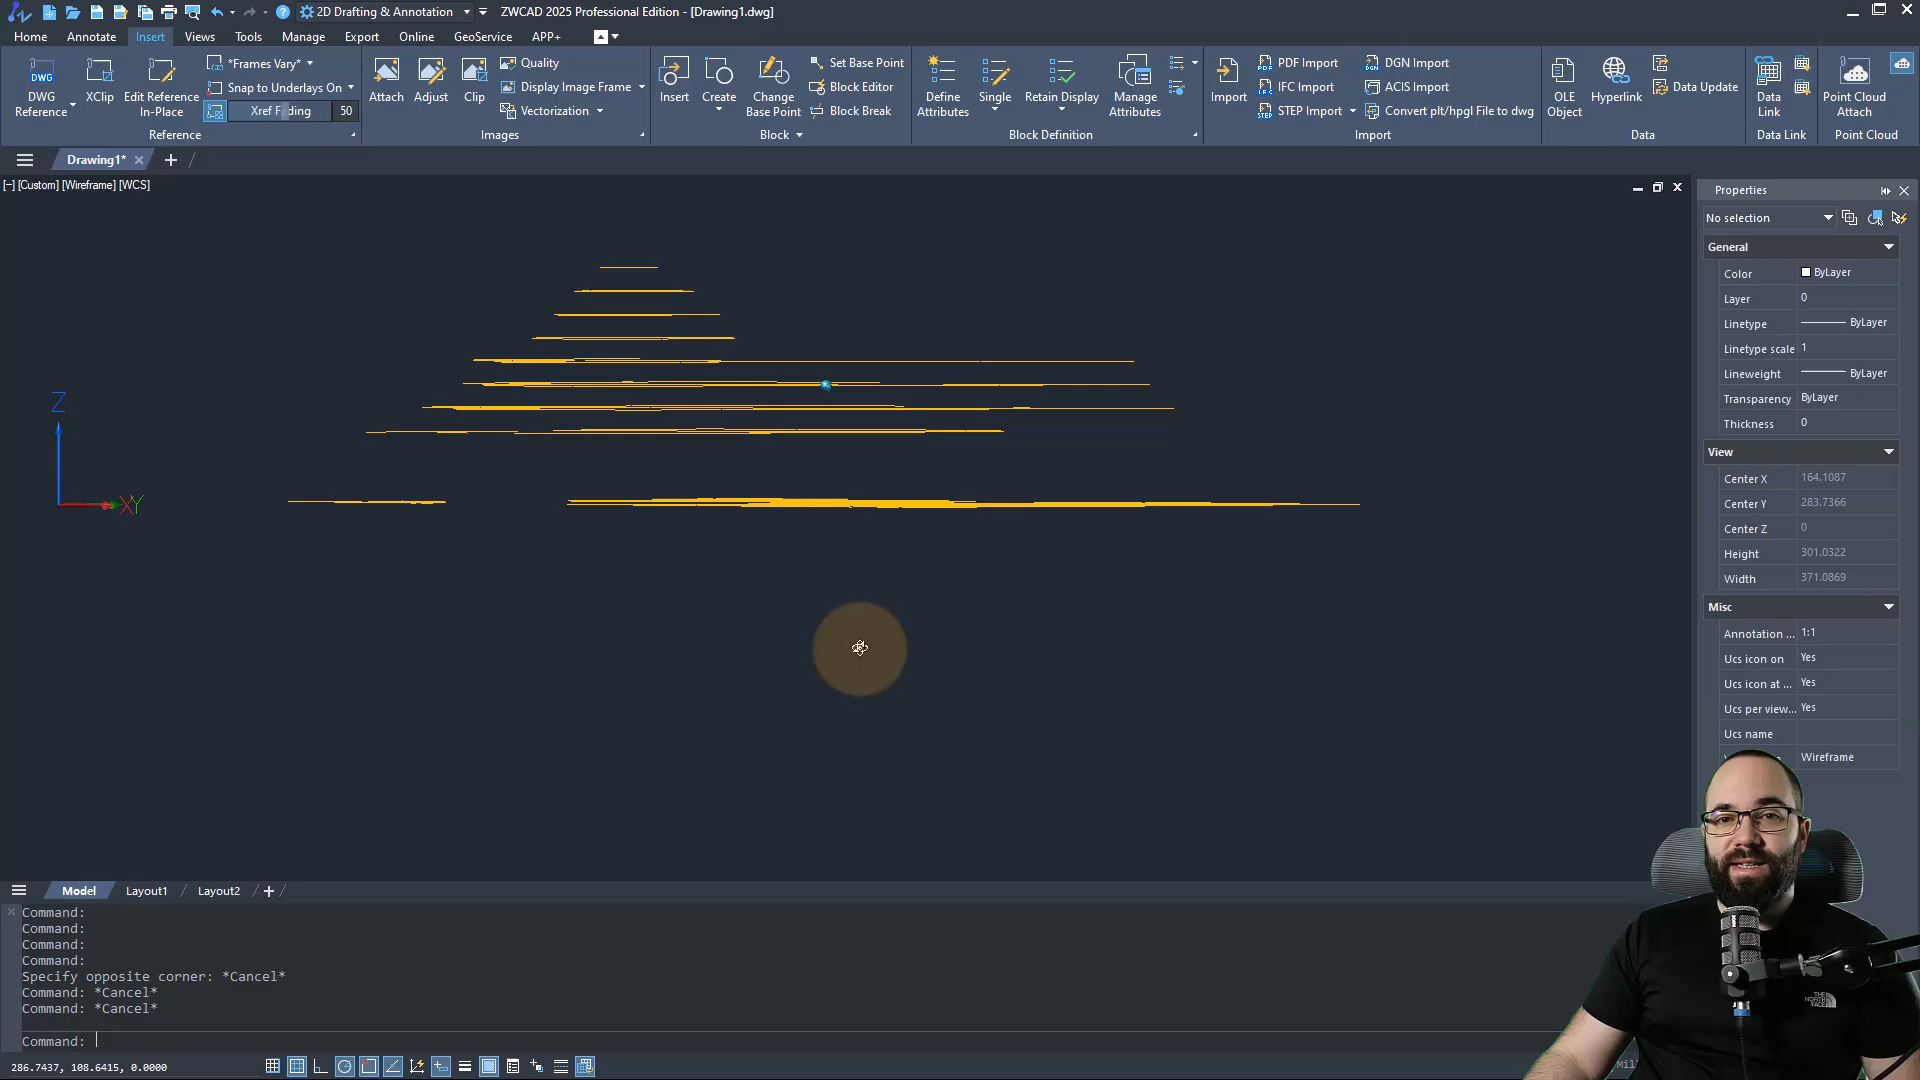 2D Drafting & Annotation
ZWCAD 2025 Professional Edition - [Drawing1.dwg]
Home
Annotate
Insert
Views
Tools
Manage
Export
Online
GeoService
APP+
DWG
DWG
Reference
XClip
Edit Reference
In-Place
*Frames Vary*
Snap to Underlays On
50
Reference
Attach
Adjust
Clip
Quality
Display Image Frame
Vectorization
Images
Insert
Create
Change
Base Point
Set Base Point
Block Editor
Block Break
Block
Define
Attributes
Single
Retain Display
Manage
Attributes
Block Definition
Import
PDF Import
IFC Import
STEP Import
DGN Import
ACIS Import
Convert plt/hpgl File to dwg
Import
OLE
Object
Hyperlink
Data Update
Data
Data
Link
Data Link
Point Cloud
Attach
Point Cloud
Drawing1*
[−] [Custom] [Wireframe] [WCS]
Z
X
Y
Properties
No selection
General
Color ByLayer
Layer 0
Linetype ByLayer
Linetype scale 1
Lineweight ByLayer
Transparency ByLayer
Thickness 0
View
Center X 164.1087
Center Y 283.7366
Center Z 0
Height 301.0322
Width 371.0869
Misc
Annotation ... 1:1
Ucs icon on Yes
Ucs icon at ... Yes
Ucs per view... Yes
Ucs name
Wireframe
Model
Layout1
Layout2
Command:
Command:
Command:
Command:
Specify opposite corner: *Cancel*
Command: *Cancel*
Command: *Cancel*
Command:
286.7437, 108.6415, 0.0000
THE
NORTH
FACE